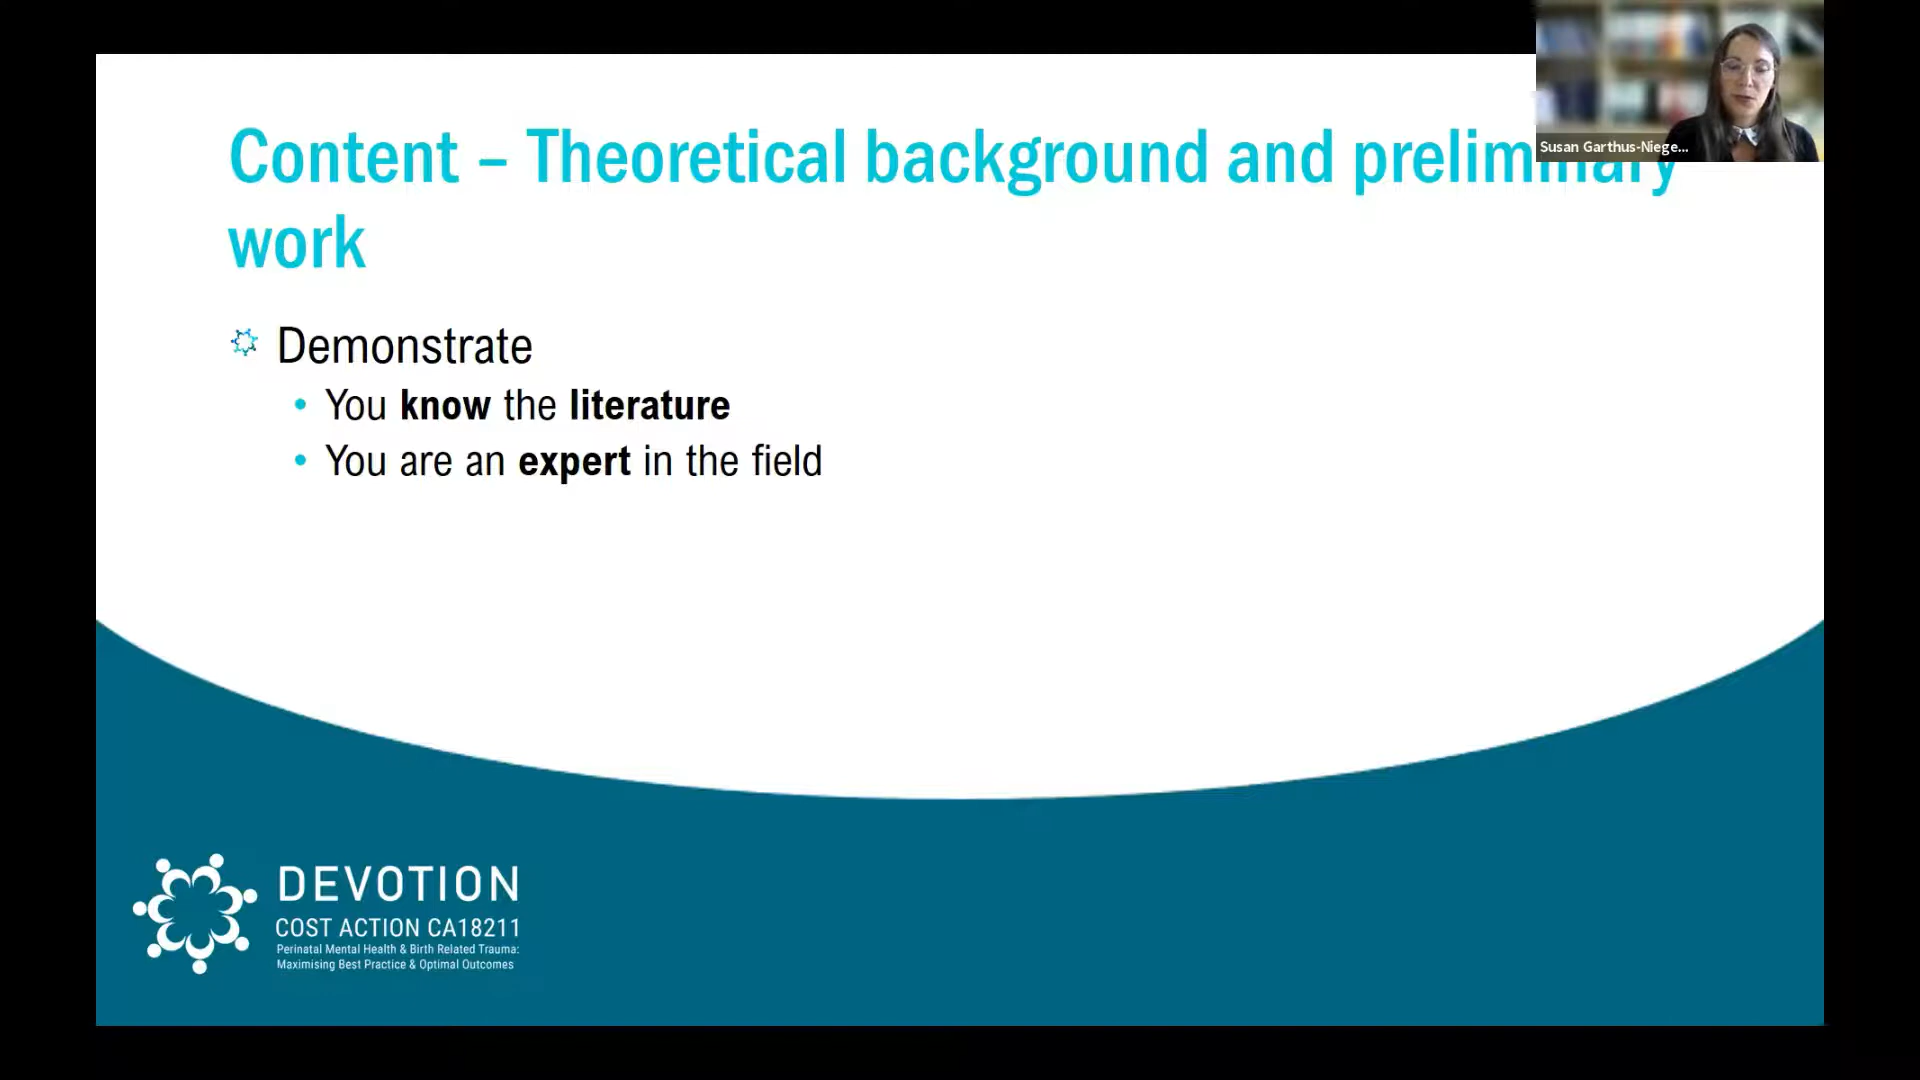 Content – Theoretical background and preliminary
work
Susan Garthus-Niege...
Demonstrate
• You know the literature
• You are an expert in the field
DEVOTION
COST ACTION CA18211
Perinatal Mental Health & Birth Related Trauma:
Maximising Best Practice & Optimal Outcomes